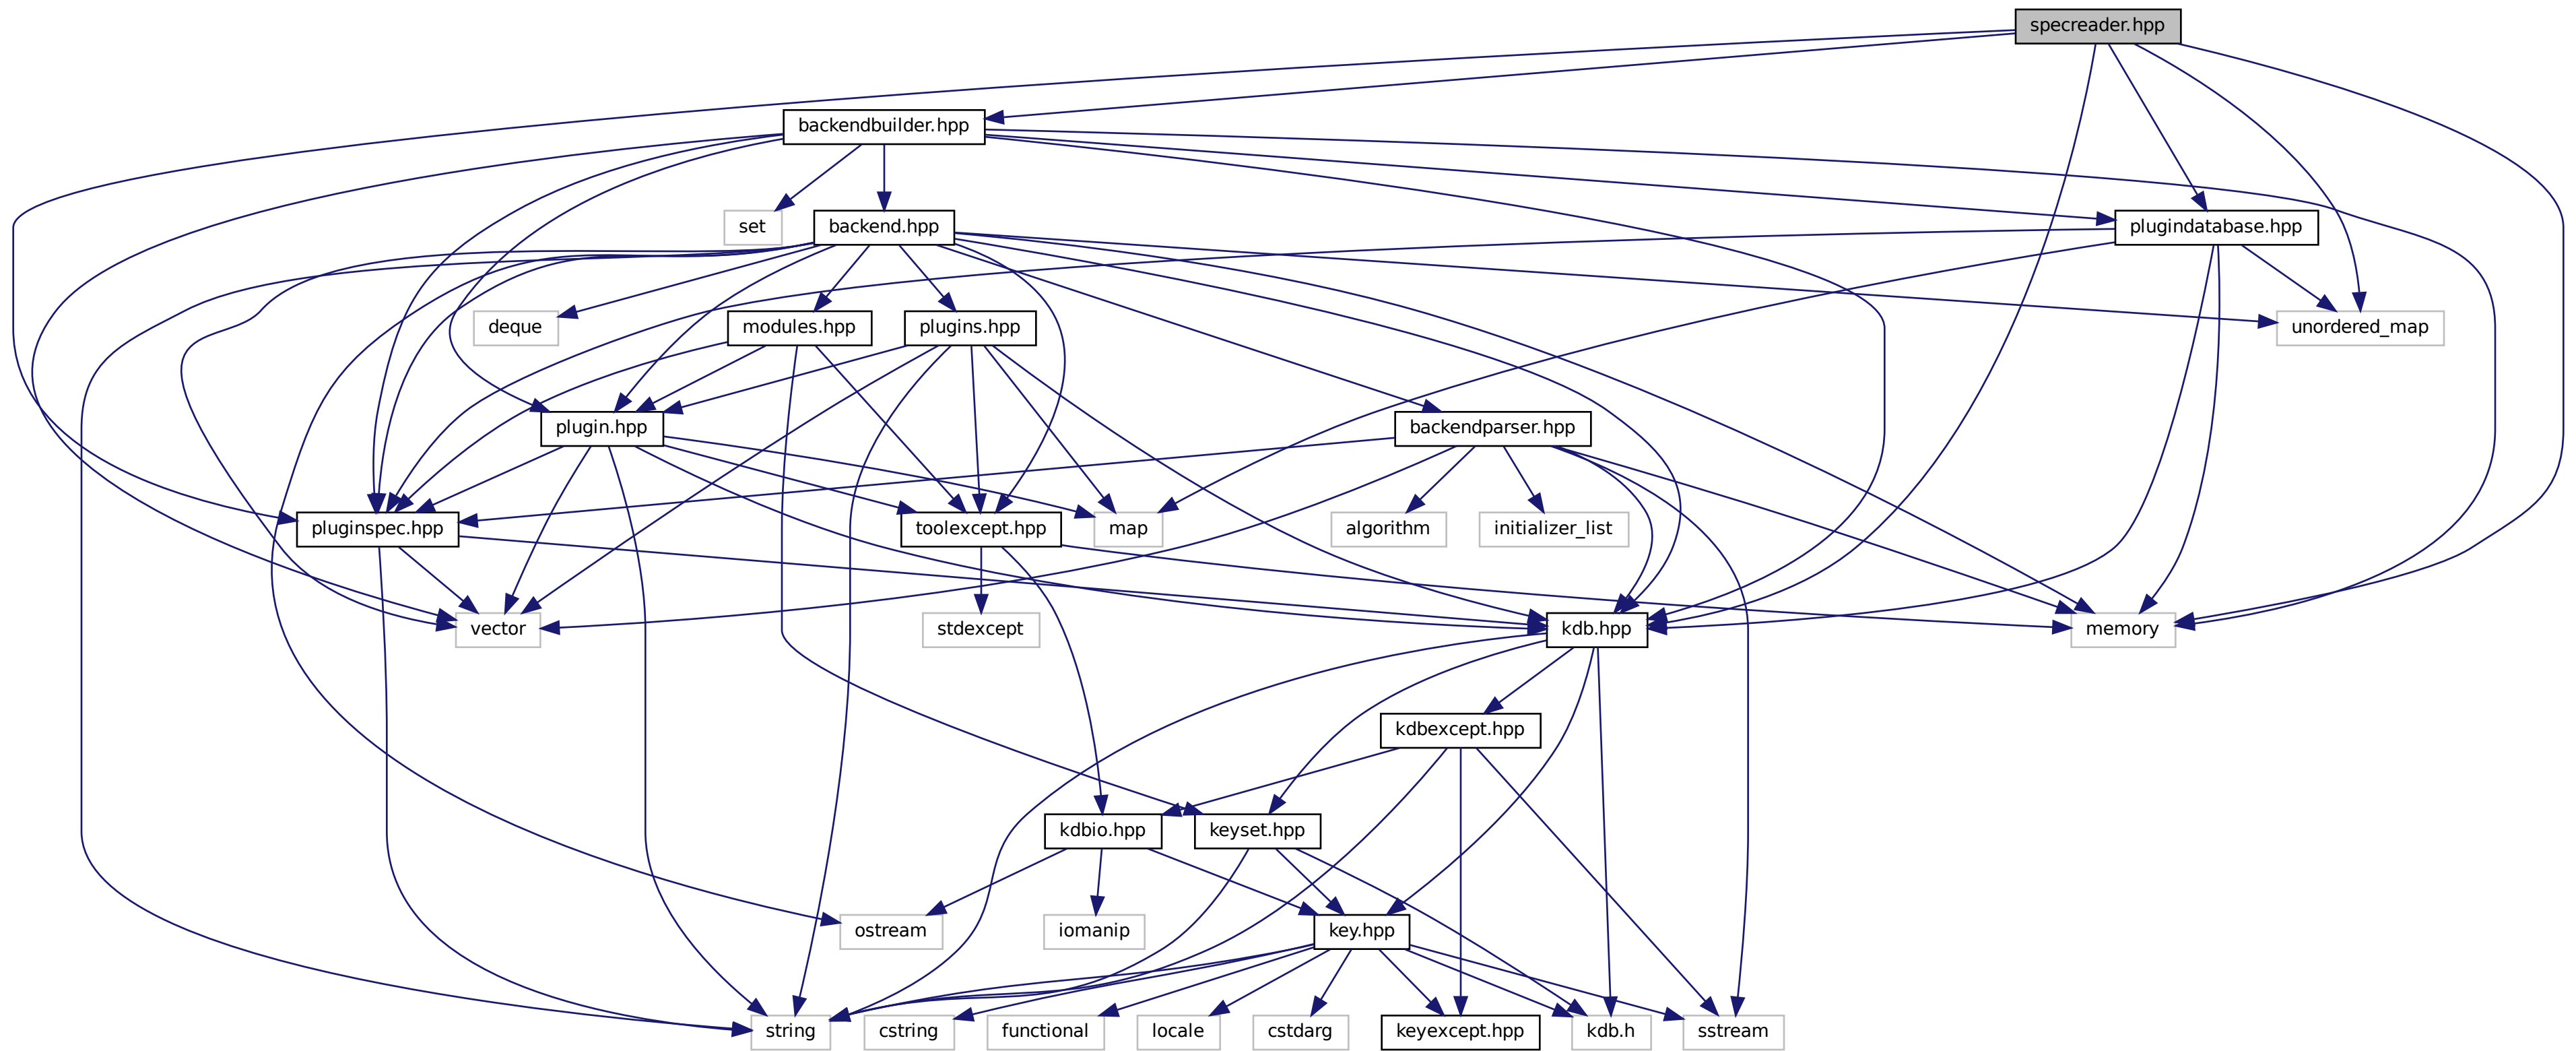 specreader.hpp
backendbuilder.hpp
set
backend.hpp
plugindatabase.hpp
deque
modules.hpp
plugins.hpp
unordered_map
plugin.hpp
backendparser.hpp
pluginspec.hpp
toolexcept.hpp
map
algorithm
initializer_list
vector
stdexcept
kdb.hpp
memory
kdbexcept.hpp
kdbio.hpp
keyset.hpp
ostream
iomanip
key.hpp
string
cstring
functional
locale
cstdarg
keyexcept.hpp
kdb.h
sstream